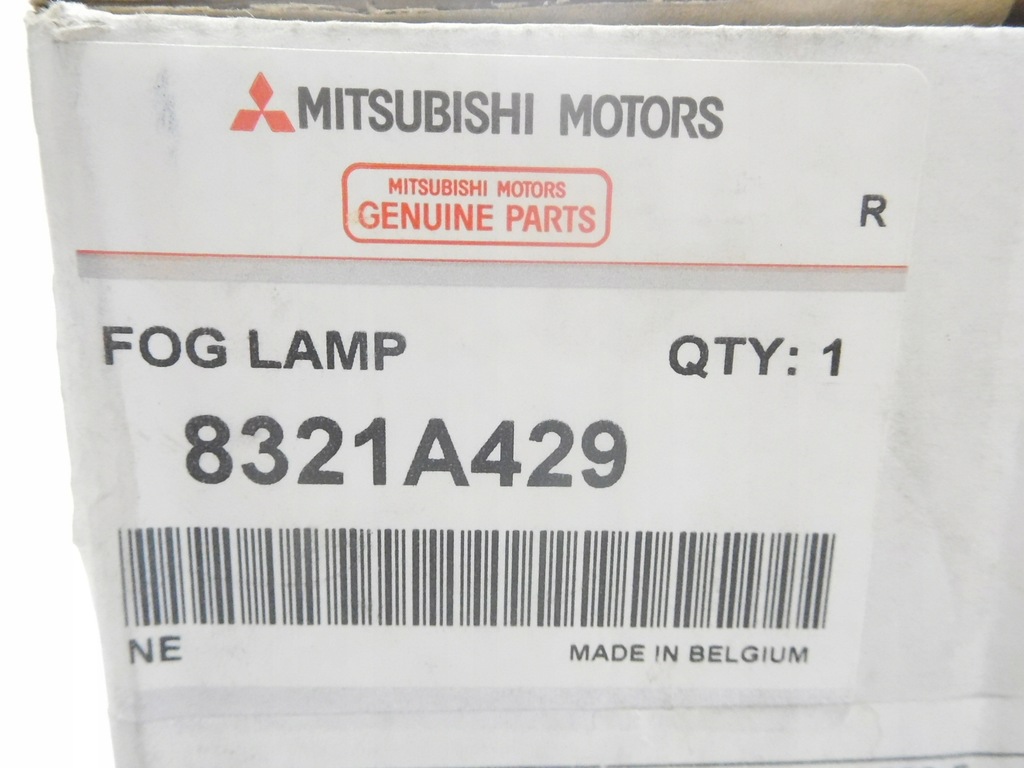 MITSUBISHI MOTORS
MITSUBISHI MOTORS
GENUINE PARTS
R
FOG LAMP QTY: 1
8321A429
NE MADE IN BELGIUM